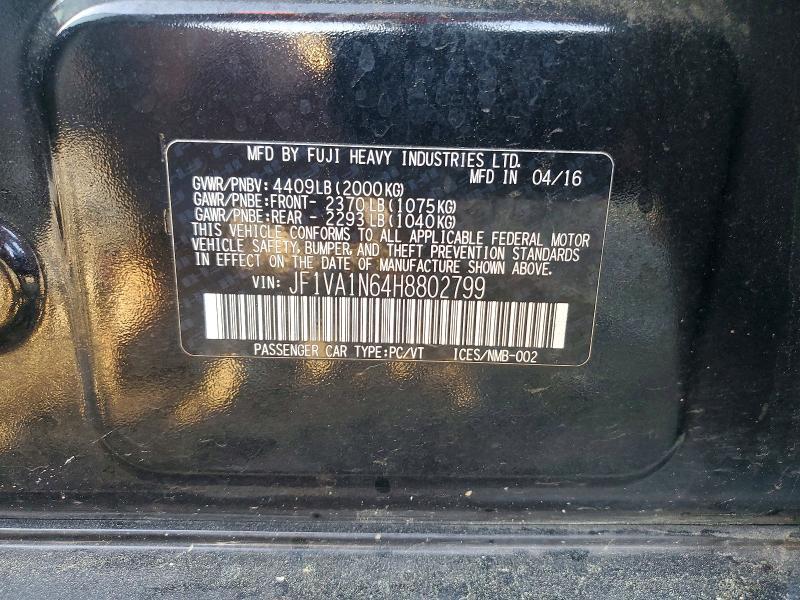 MFD BY FUJI HEAVY INDUSTRIES LTD.
MFD IN 04/16
GVWR/PNBV: 4409LB(2000KG)
GAWR/PNBE:FRONT- 2370LB(1075KG)
GAWR/PNBE:REAR - 2293LB(1040KG)
THIS VEHICLE CONFORMS TO ALL APPLICABLE FEDERAL MOTOR
VEHICLE SAFETY, BUMPER, AND THEFT PREVENTION STANDARDS
IN EFFECT ON THE DATE OF MANUFACTURE SHOWN ABOVE.
VIN: JF1VA1N64H8802799
PASSENGER CAR TYPE:PC/VT ICES/NMB-002